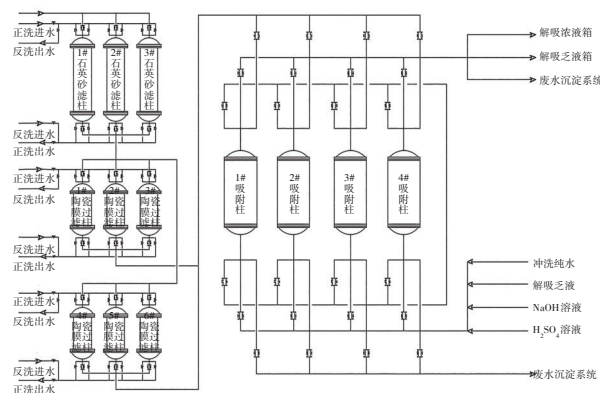 正洗进水
反洗出水
1#石英砂滤柱
2#石英砂滤柱
3#石英砂滤柱
反洗进水
正洗出水
正洗进水
反洗出水
1#陶瓷膜过滤柱
2#陶瓷膜过滤柱
3#陶瓷膜过滤柱
反洗进水
正洗出水
正洗进水
反洗出水
4#陶瓷膜过滤柱
5#陶瓷膜过滤柱
6#陶瓷膜过滤柱
反洗进水
正洗出水
1#吸附柱
2#吸附柱
3#吸附柱
4#吸附柱
解吸浓液箱
解吸乏液箱
废水沉淀系统
冲洗纯水
解吸乏液
NaOH溶液
H₂SO₄溶液
废水沉淀系统